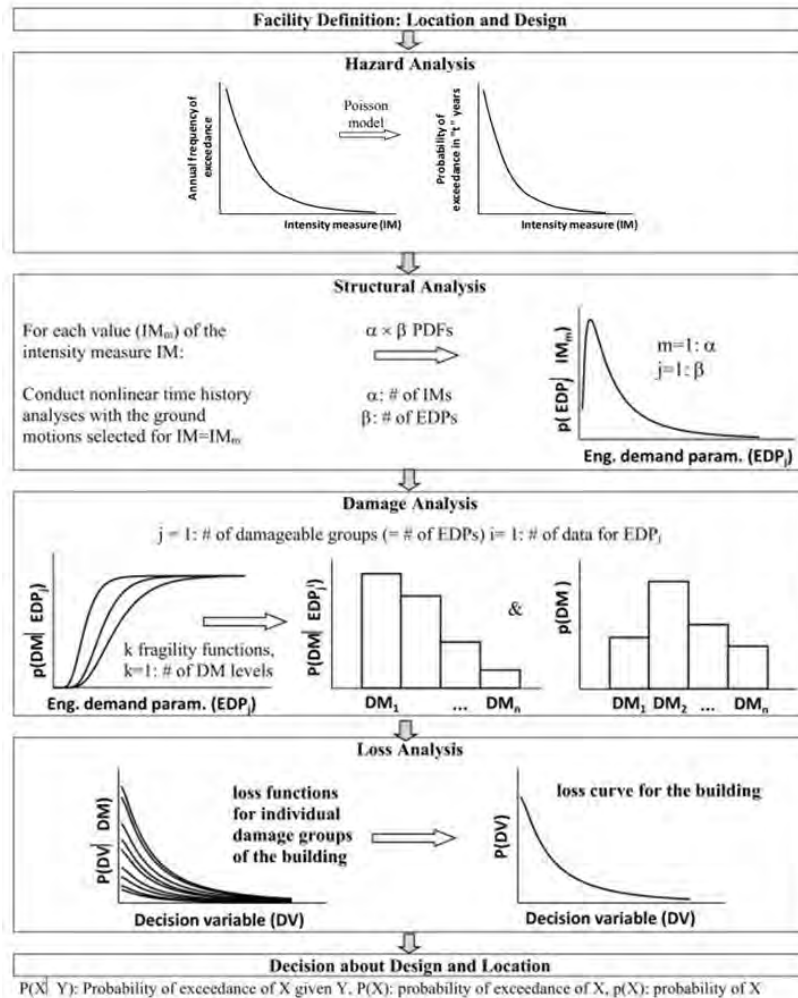 Facility Definition: Location and Design
Hazard Analysis
Annual frequency of
exceedance
Intensity measure (IM)
Poisson
model
Probability of
exceedance in "t" years
Intensity measure (IM)
Structural Analysis
For each value (IMₘ) of the
intensity measure IM:
Conduct nonlinear time history
analyses with the ground
motions selected for IM=IMₘ
α × β PDFs
α: # of IMs
β: # of EDPs
p(EDPⱼ| IMₘ)
m=1: α
j=1: β
Eng. demand param. (EDPⱼ)
Damage Analysis
j = 1: # of damageable groups (= # of EDPs) i= 1: # of data for EDPⱼ
p(DM| EDPⱼ)
k fragility functions,
k=1: # of DM levels
Eng. demand param. (EDPⱼ)
P(DM| EDPⱼⁱ)
DM₁ ... DMₙ
&
p(DM)
DM₁ DM₂ ... DMₙ
Loss Analysis
P(DV| DM)
Decision variable (DV)
loss functions
for individual
damage groups
of the building
loss curve for the building
P(DV)
Decision variable (DV)
Decision about Design and Location
P(X| Y): Probability of exceedance of X given Y, P(X): probability of exceedance of X, p(X): probability of X